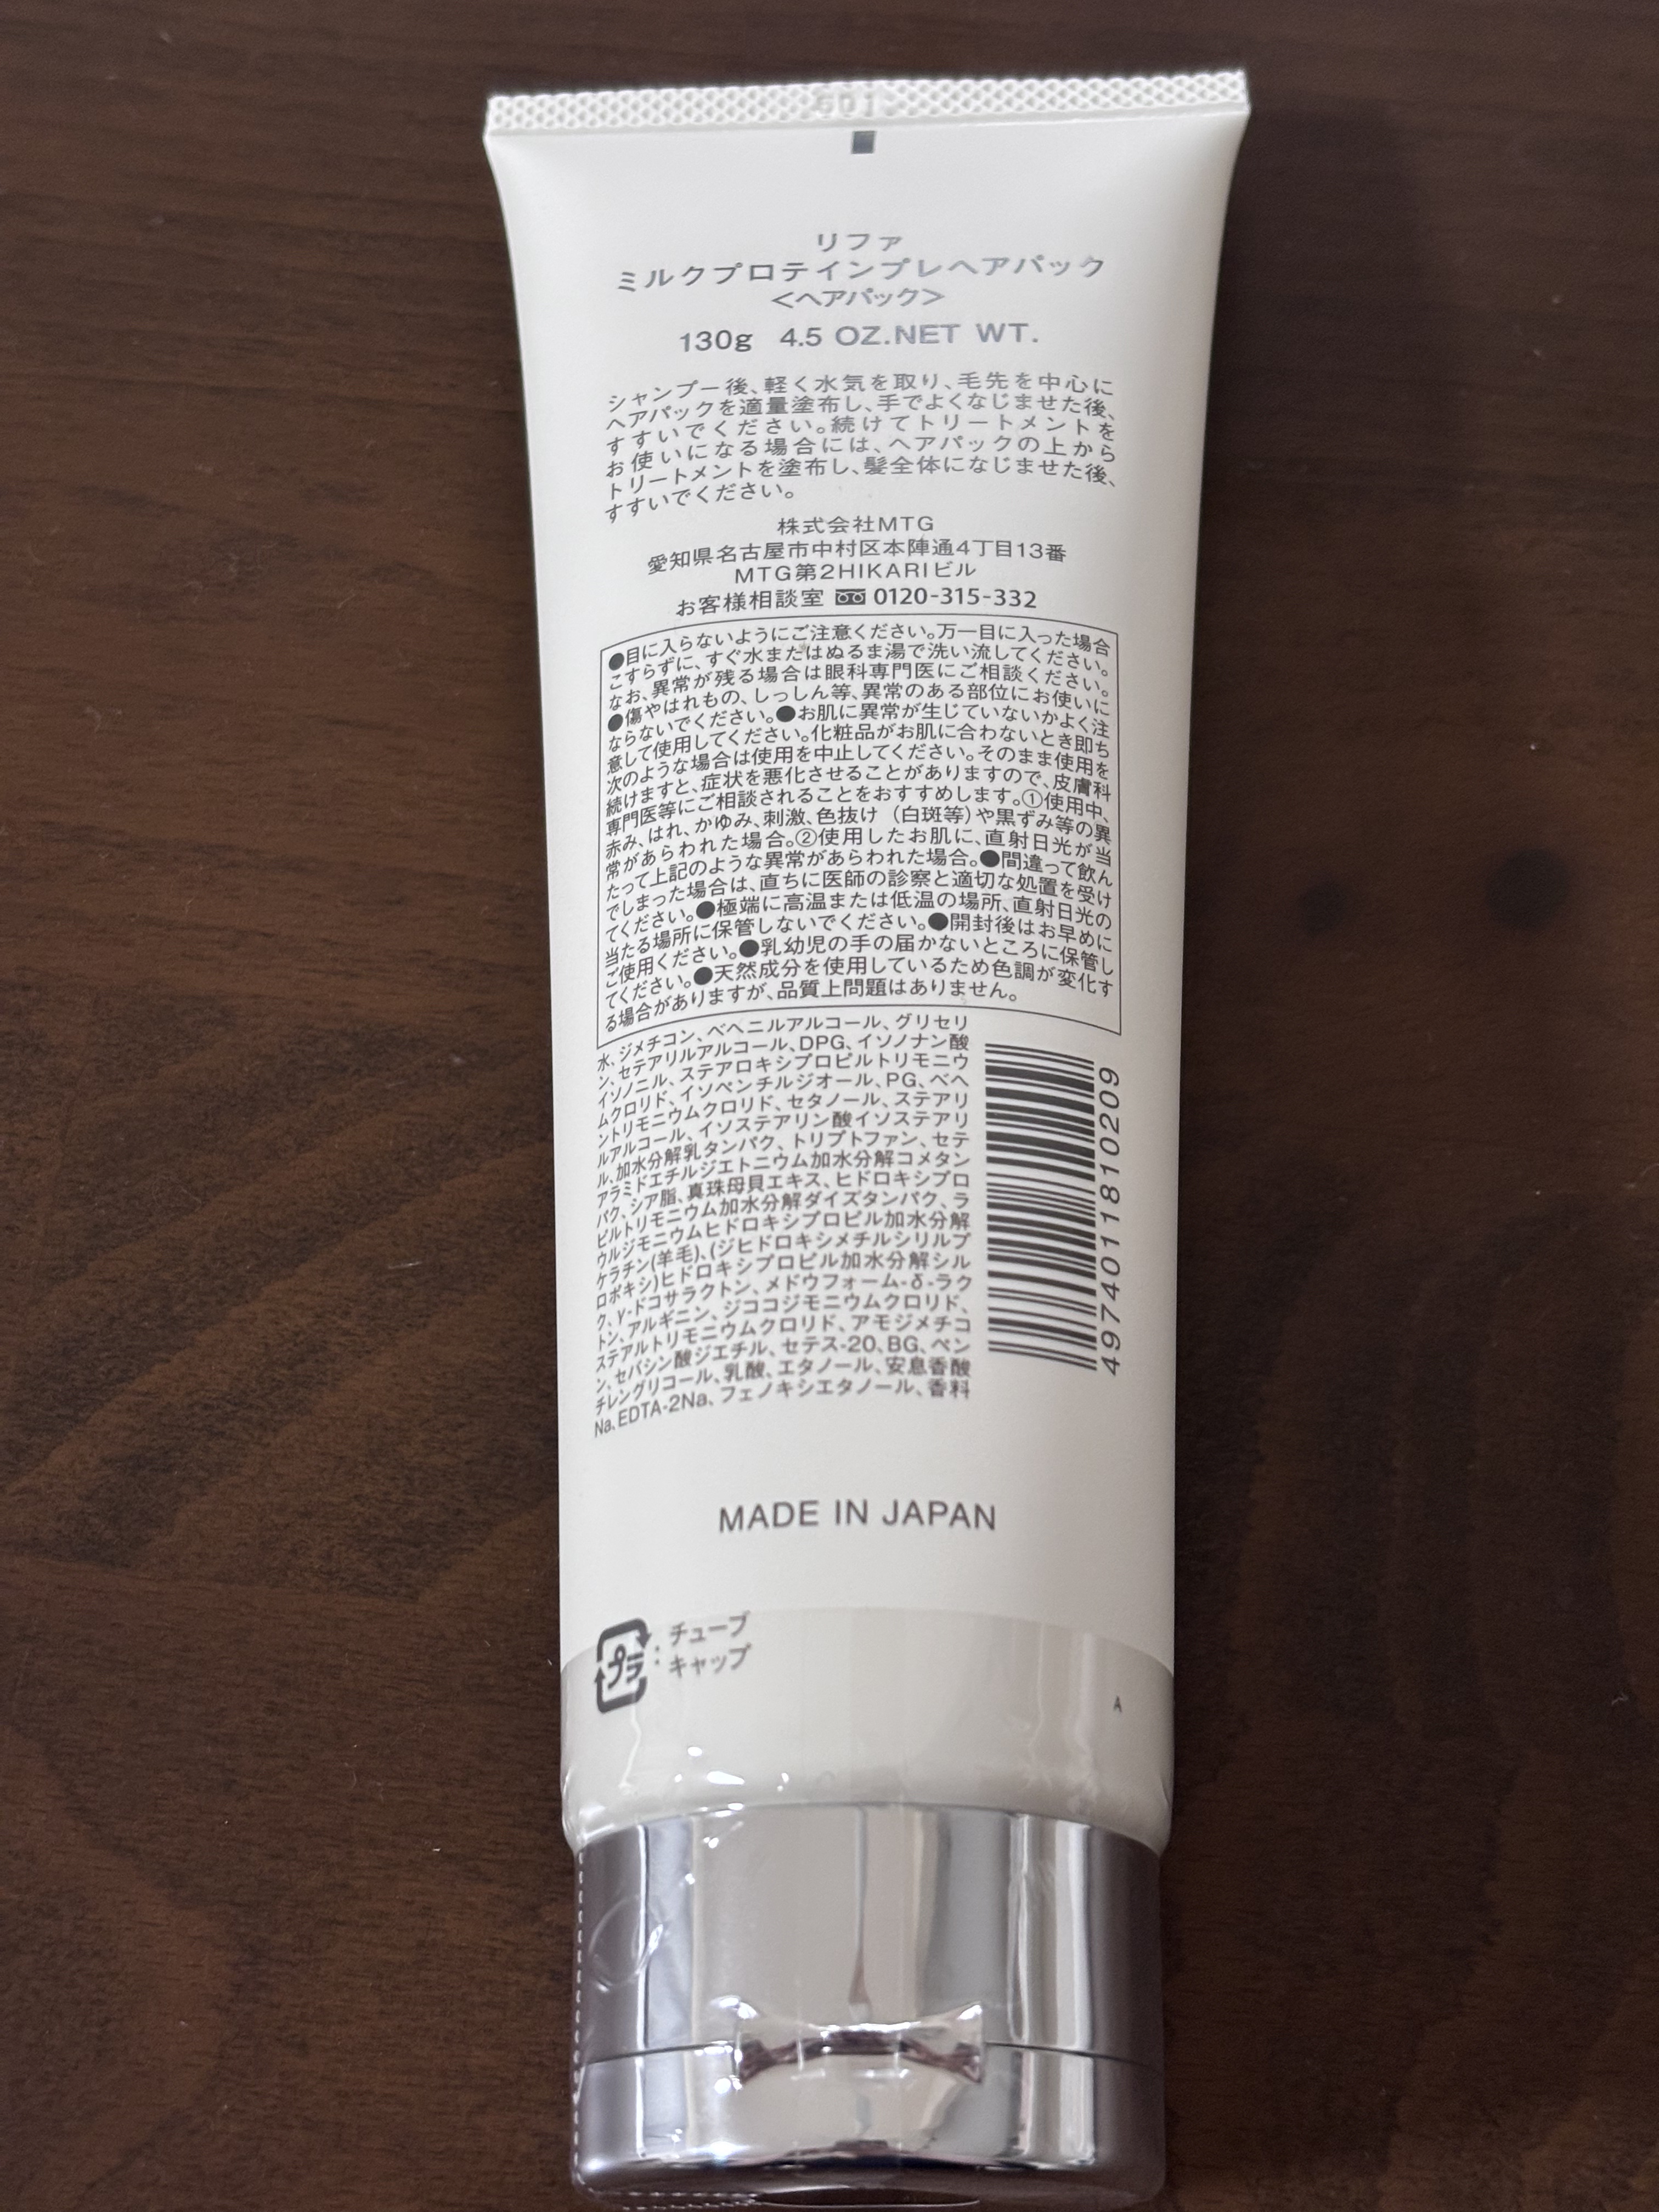 601
リファ
ミルクプロテインプレヘアパック
<ヘアパック>
130g 4.5 OZ.NET WT.
シャンプー後、軽く水気を取り、毛先を中心に
ヘアパックを適量塗布し、手でよくなじませた後、
すすいでください。続けてトリートメントを
お使いになる場合には、ヘアパックの上から
トリートメントを塗布し、髪全体になじませた後、
すすいでください。
株式会社MTG
愛知県名古屋市中村区本陣通4丁目13番
MTG第2HIKARIビル
お客様相談室 0120-315-332
●目に入らないようにご注意ください。万一目に入った場合
こすらずに、すぐ水またはぬるま湯で洗い流してください。
なお、異常が残る場合は眼科専門医にご相談ください。
●傷やはれもの、しっしん等、異常のある部位にお使いに
ならないでください。●お肌に異常が生じていないかよく注
意して使用してください。化粧品がお肌に合わないとき即ち
次のような場合は使用を中止してください。そのまま使用を
続けますと、症状を悪化させることがありますので、皮膚科
専門医等にご相談されることをおすすめします。①使用中、
赤み、はれ、かゆみ、刺激、色抜け（白斑等）や黒ずみ等の異
常があらわれた場合。②使用したお肌に、直射日光が当
たって上記のような異常があらわれた場合。●間違って飲ん
でしまった場合は、直ちに医師の診察と適切な処置を受け
てください。●極端に高温または低温の場所、直射日光の
当たる場所に保管しないでください。●開封後はお早めに
ご使用ください。●乳幼児の手の届かないところに保管し
てください。●天然成分を使用しているため色調が変化す
る場合がありますが、品質上問題はありません。
水、ジメチコン、ベヘニルアルコール、グリセリ
ン、セテアリルアルコール、DPG、イソノナン酸
イソノニル、ステアロキシプロピルトリモニウ
ムクロリド、イソペンチルジオール、PG、ベヘ
ントリモニウムクロリド、セタノール、ステアリ
ルアルコール、イソステアリン酸イソステアリ
ル、加水分解乳タンパク、トリプトファン、セテ
アラミドエチルジエトニウム加水分解コメタン
パク、シア脂、真珠母貝エキス、ヒドロキシプロ
ピルトリモニウム加水分解ダイズタンパク、ラ
ウルジモニウムヒドロキシプロピル加水分解
ケラチン(羊毛)、(ジヒドロキシメチルシリルプ
ロポキシ)ヒドロキシプロピル加水分解シル
ク、γ-ドコサラクトン、メドウフォーム-δ-ラク
トン、アルギニン、ジココジモニウムクロリド、
ステアルトリモニウムクロリド、アモジメチコ
ン、セバシン酸ジエチル、セテス-20、BG、ペン
チレングリコール、乳酸、エタノール、安息香酸
Na、EDTA-2Na、フェノキシエタノール、香料
4974011810209
MADE IN JAPAN
プラ : チューブ
キャップ
A